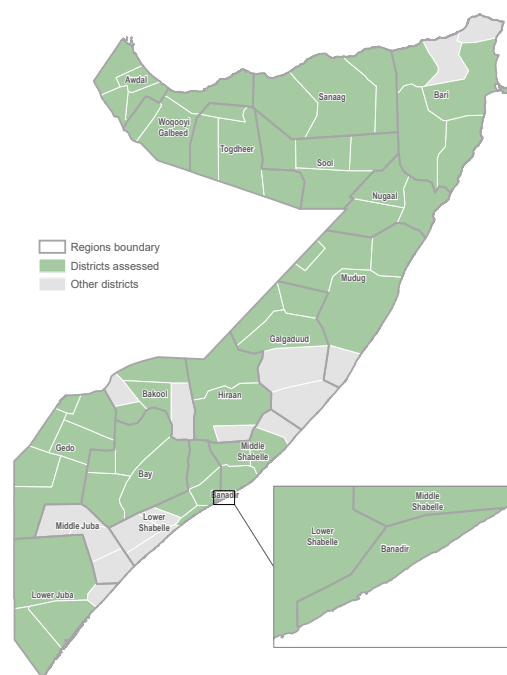 Awdal
Woqooyi
Galbeed
Togdheer
Sanaag
Sool
Bari
Nugaal
Mudug
Galgaduud
Regions boundary
Districts assessed
Other districts
Bakool
Hiraan
Gedo
Bay
Middle
Shabelle
Banadir
Middle Juba
Lower
Shabelle
Lower Juba
Middle
Shabelle
Lower
Shabelle
Banadir